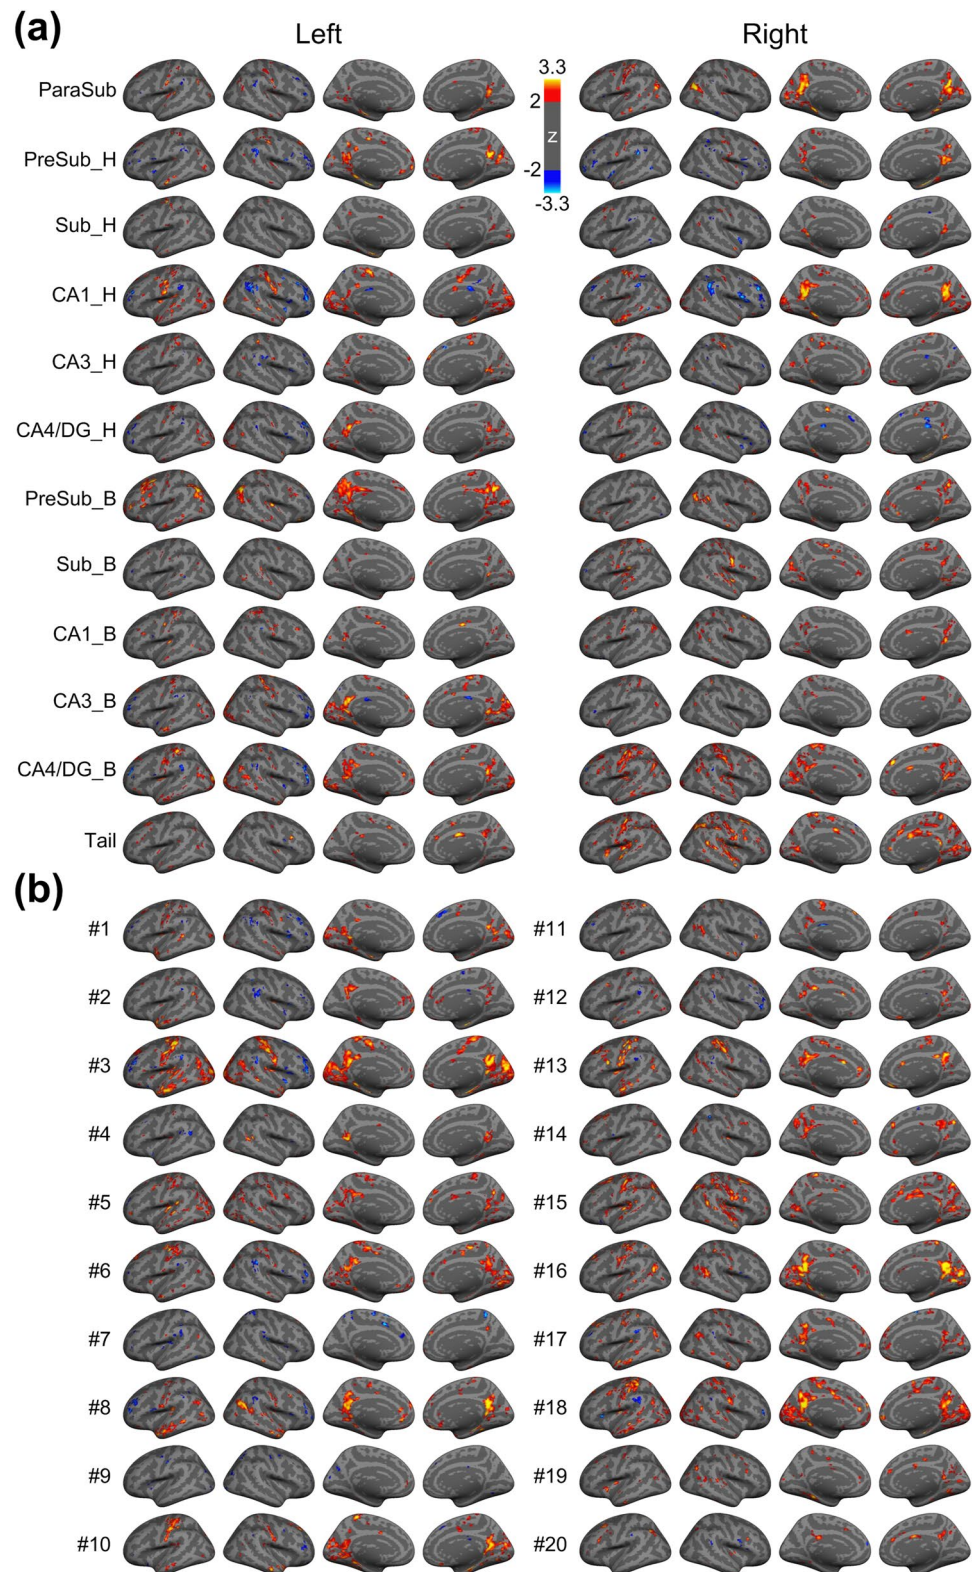 (a)
Left
Right
3.3
2
z
-2
-3.3
ParaSub
PreSub_H
Sub_H
CA1_H
CA3_H
CA4/DG_H
PreSub_B
Sub_B
CA1_B
CA3_B
CA4/DG_B
Tail
(b)
#1
#2
#3
#4
#5
#6
#7
#8
#9
#10
#11
#12
#13
#14
#15
#16
#17
#18
#19
#20